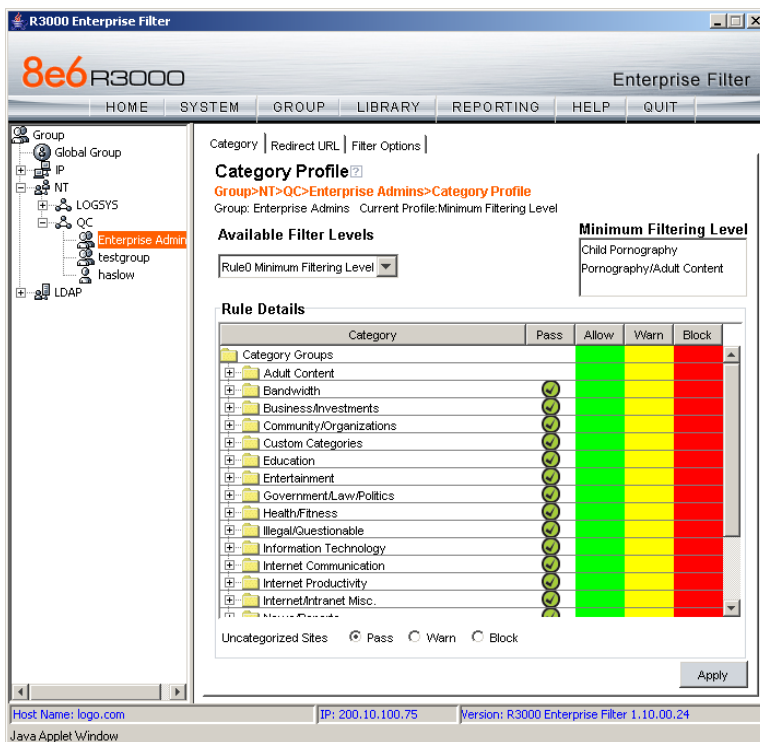 R3000 Enterprise Filter
8e6 R3000
Enterprise Filter
HOME SYSTEM GROUP LIBRARY REPORTING HELP QUIT
Group
Global Group
IP
NT
LOGSYS
QC
Enterprise Admin
testgroup
haslow
LDAP
Category Redirect URL Filter Options
Category Profile ?
Group>NT>QC>Enterprise Admins>Category Profile
Group: Enterprise Admins Current Profile:Minimum Filtering Level
Available Filter Levels
Rule0 Minimum Filtering Level
Minimum Filtering Level
Child Pornography
Pornography/Adult Content
Rule Details
Category Pass Allow Warn Block
Category Groups
Adult Content
Bandwidth
Business/Investments
Community/Organizations
Custom Categories
Education
Entertainment
Government/Law/Politics
Health/Fitness
Illegal/Questionable
Information Technology
Internet Communication
Internet Productivity
Internet/Intranet Misc.
Uncategorized Sites Pass Warn Block
Apply
Host Name: logo.com IP: 200.10.100.75 Version: R3000 Enterprise Filter 1.10.00.24
Java Applet Window